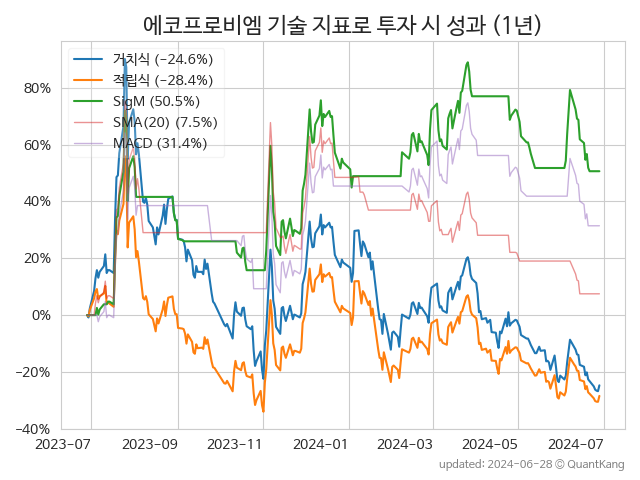 에코프로비엠 기술 지표로 투자 시 성과 (1년)
거치식 (−24.6%)
적립식 (−28.4%)
SigM (50.5%)
SMA(20) (7.5%)
MACD (31.4%)
80%
60%
40%
20%
0%
−20%
−40%
2023-07 2023-09 2023-11 2024-01 2024-03 2024-05 2024-07
updated: 2024-06-28 ⓒ QuantKang